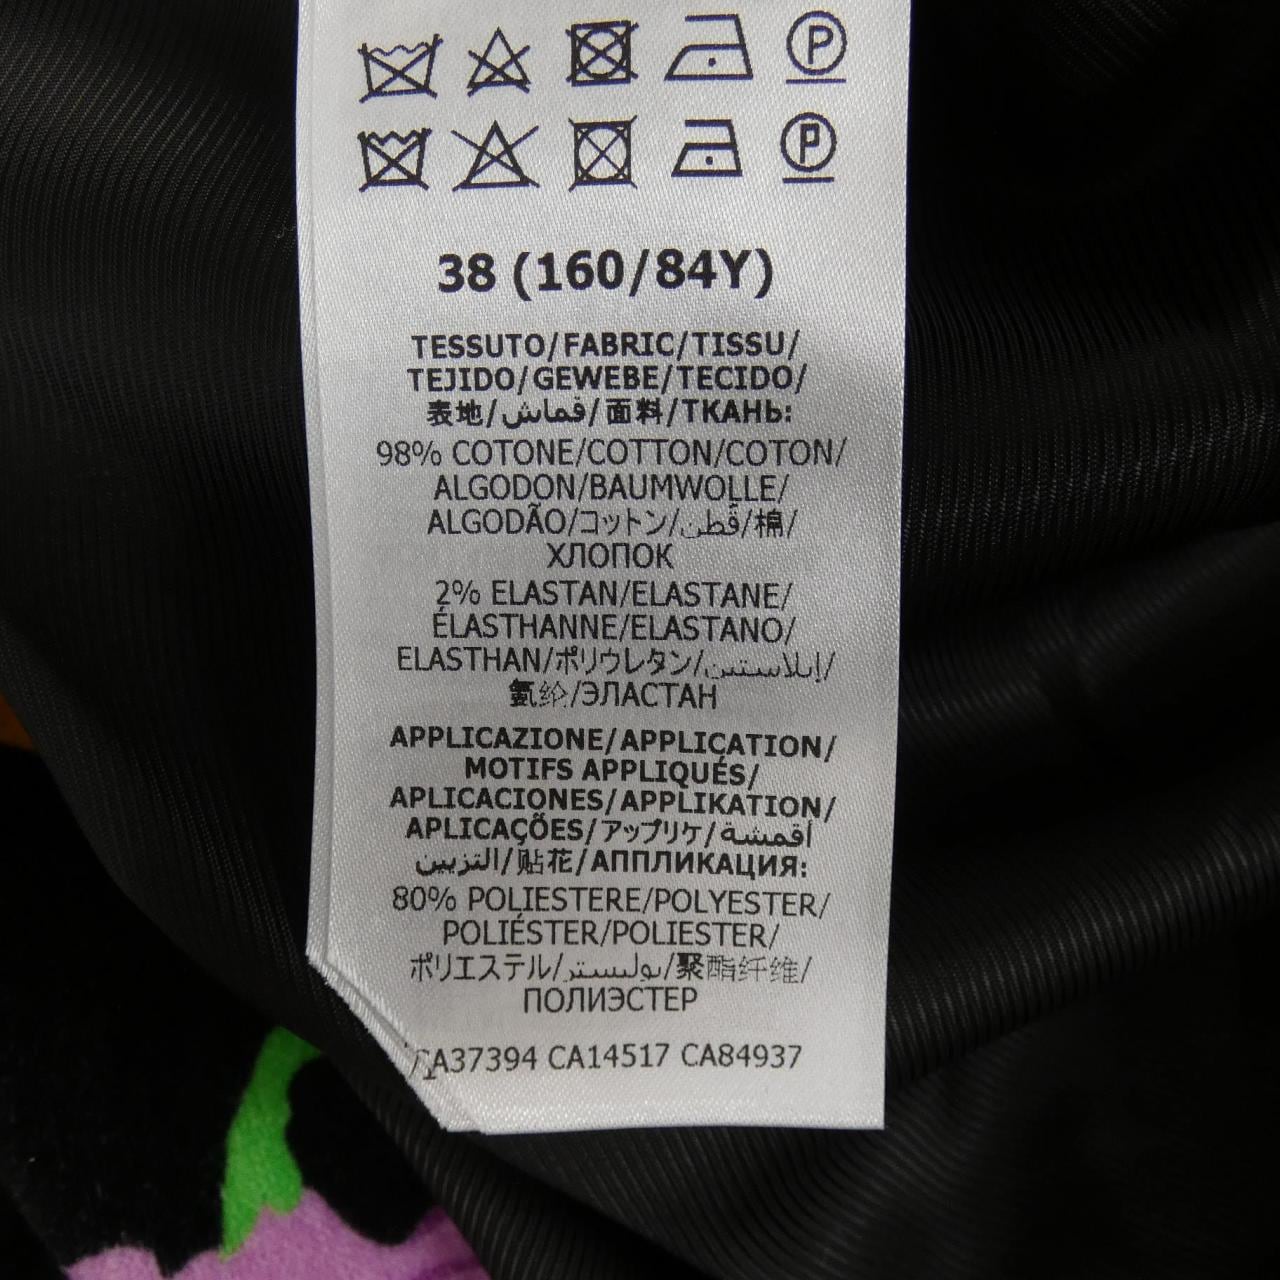 38 (160/84Y)
TESSUTO/FABRIC/TISSU/
TEJIDO/GEWEBE/TECIDO/
表地/قماش/面料/ТКАНЬ:
98% COTONE/COTTON/COTON/
ALGODON/BAUMWOLLE/
ALGODÃO/コットン/قُطن/棉/
ХЛОПОК
2% ELASTAN/ELASTANE/
ÉLASTHANNE/ELASTANO/
ELASTHAN/ポリウレタン/إيلاستين/
氨纶/ЭЛАСТАН
APPLICAZIONE/APPLICATION/
MOTIFS APPLIQUÉS/
APLICACIONES/APPLIKATION/
APLICAÇÕES/アップリケ/أقمشة
التزيين/贴花/АППЛИКАЦИЯ:
80% POLIESTERE/POLYESTER/
POLIÉSTER/POLIESTER/
ポリエステル/بوليستر/聚酯纤维/
ПОЛИЭСТЕР
CA37394 CA14517 CA84937